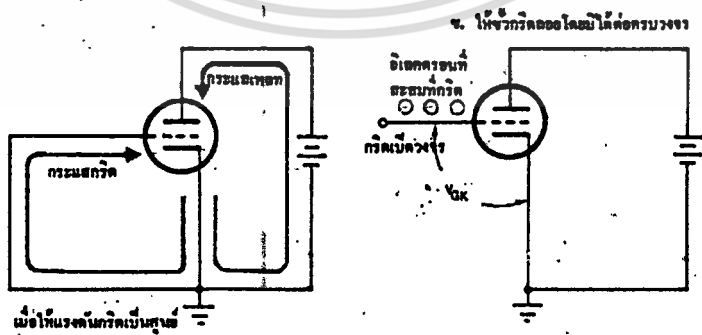 ข. ให้ขั้วกริดลอยโดยมิได้ต่อครบวงจร
กระแสเพลท
กระแสกริด
เมื่อให้แรงดันกริดเป็นศูนย์
อิเลคตรอนที่
สะสมที่กริด
กริดเปิดวงจร
VGK